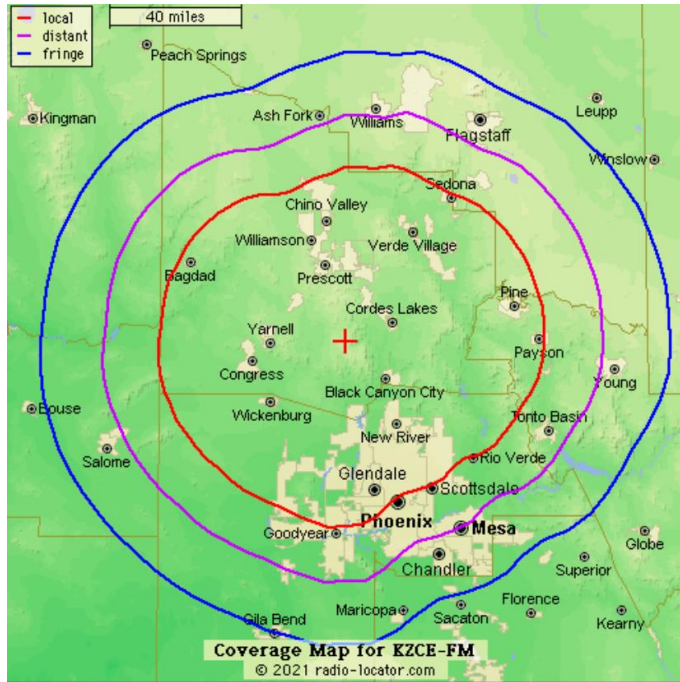 local
distant
fringe
40 miles
Peach Springs
Kingman
Ash Fork
Williams
Flagstaff
Leupp
Winslow
Sedona
Chino Valley
Williamson
Verde Village
Bagdad
Prescott
Pine
Cordes Lakes
Yarnell
Payson
Congress
Young
Black Canyon City
Bouse
Wickenburg
Tonto Basin
New River
Salome
Rio Verde
Glendale
Scottsdale
Phoenix
Mesa
Goodyear
Globe
Chandler
Superior
Maricopa
Sacaton
Florence
Kearny
Gila Bend
Coverage Map for KZCE-FM
© 2021 radio-locator.com